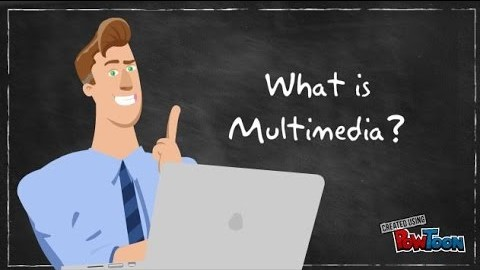 What is
Multimedia?
CREATED USING
POWTOON